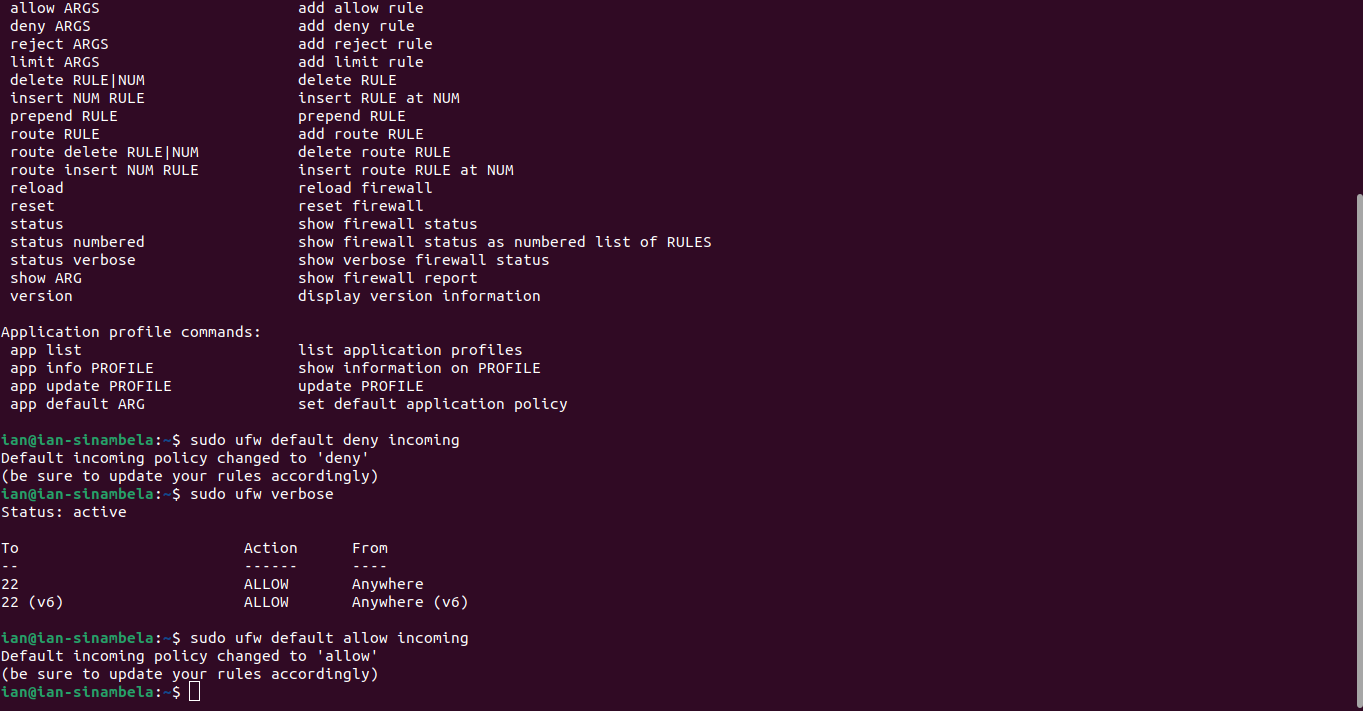 allow ARGS                      add allow rule
deny ARGS                       add deny rule
reject ARGS                     add reject rule
limit ARGS                      add limit rule
delete RULE|NUM                 delete RULE
insert NUM RULE                 insert RULE at NUM
prepend RULE                    prepend RULE
route RULE                      add route RULE
route delete RULE|NUM           delete route RULE
route insert NUM RULE           insert route RULE at NUM
reload                          reload firewall
reset                           reset firewall
status                          show firewall status
status numbered                 show firewall status as numbered list of RULES
status verbose                  show verbose firewall status
show ARG                        show firewall report
version                         display version information

Application profile commands:
app list                        list application profiles
app info PROFILE                show information on PROFILE
app update PROFILE              update PROFILE
app default ARG                 set default application policy

ian@ian-sinambela:~$ sudo ufw default deny incoming
Default incoming policy changed to 'deny'
(be sure to update your rules accordingly)
ian@ian-sinambela:~$ sudo ufw verbose
Status: active

To                         Action      From
--                         ------      ----
22                         ALLOW       Anywhere
22 (v6)                    ALLOW       Anywhere (v6)

ian@ian-sinambela:~$ sudo ufw default allow incoming
Default incoming policy changed to 'allow'
(be sure to update your rules accordingly)
ian@ian-sinambela:~$